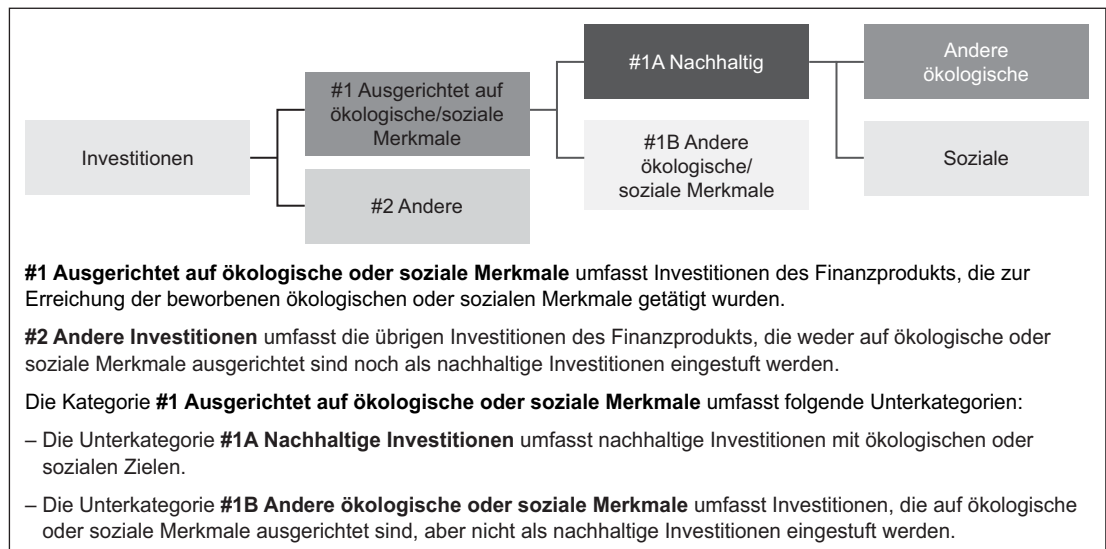 Investitionen
#1 Ausgerichtet auf
ökologische/soziale
Merkmale
#2 Andere
#1A Nachhaltig
#1B Andere
ökologische/
soziale Merkmale
Andere
ökologische
Soziale
#1 Ausgerichtet auf ökologische oder soziale Merkmale umfasst Investitionen des Finanzprodukts, die zur
Erreichung der beworbenen ökologischen oder sozialen Merkmale getätigt wurden.
#2 Andere Investitionen umfasst die übrigen Investitionen des Finanzprodukts, die weder auf ökologische oder
soziale Merkmale ausgerichtet sind noch als nachhaltige Investitionen eingestuft werden.
Die Kategorie #1 Ausgerichtet auf ökologische oder soziale Merkmale umfasst folgende Unterkategorien:
– Die Unterkategorie #1A Nachhaltige Investitionen umfasst nachhaltige Investitionen mit ökologischen oder
sozialen Zielen.
– Die Unterkategorie #1B Andere ökologische oder soziale Merkmale umfasst Investitionen, die auf ökologische
oder soziale Merkmale ausgerichtet sind, aber nicht als nachhaltige Investitionen eingestuft werden.